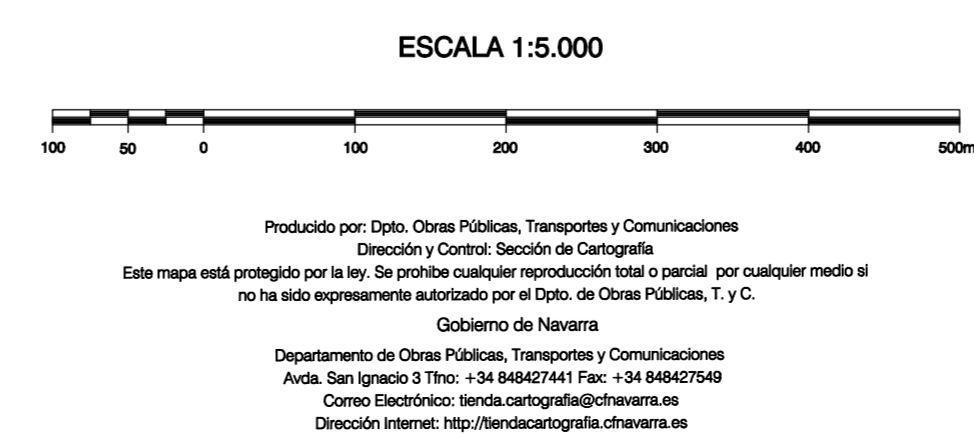 ESCALA 1:5.000
100 50 0 100 200 300 400 500m
Producido por: Dpto. Obras Públicas, Transportes y Comunicaciones
Dirección y Control: Sección de Cartografía
Este mapa está protegido por la ley. Se prohibe cualquier reproducción total o parcial por cualquier medio si
no ha sido expresamente autorizado por el Dpto. de Obras Públicas, T. y C.
Gobierno de Navarra
Departamento de Obras Públicas, Transportes y Comunicaciones
Avda. San Ignacio 3 Tfno: +34 848427441 Fax: +34 848427549
Correo Electrónico: tienda.cartografia@cfnavarra.es
Dirección Internet: http://tiendacartografia.cfnavarra.es